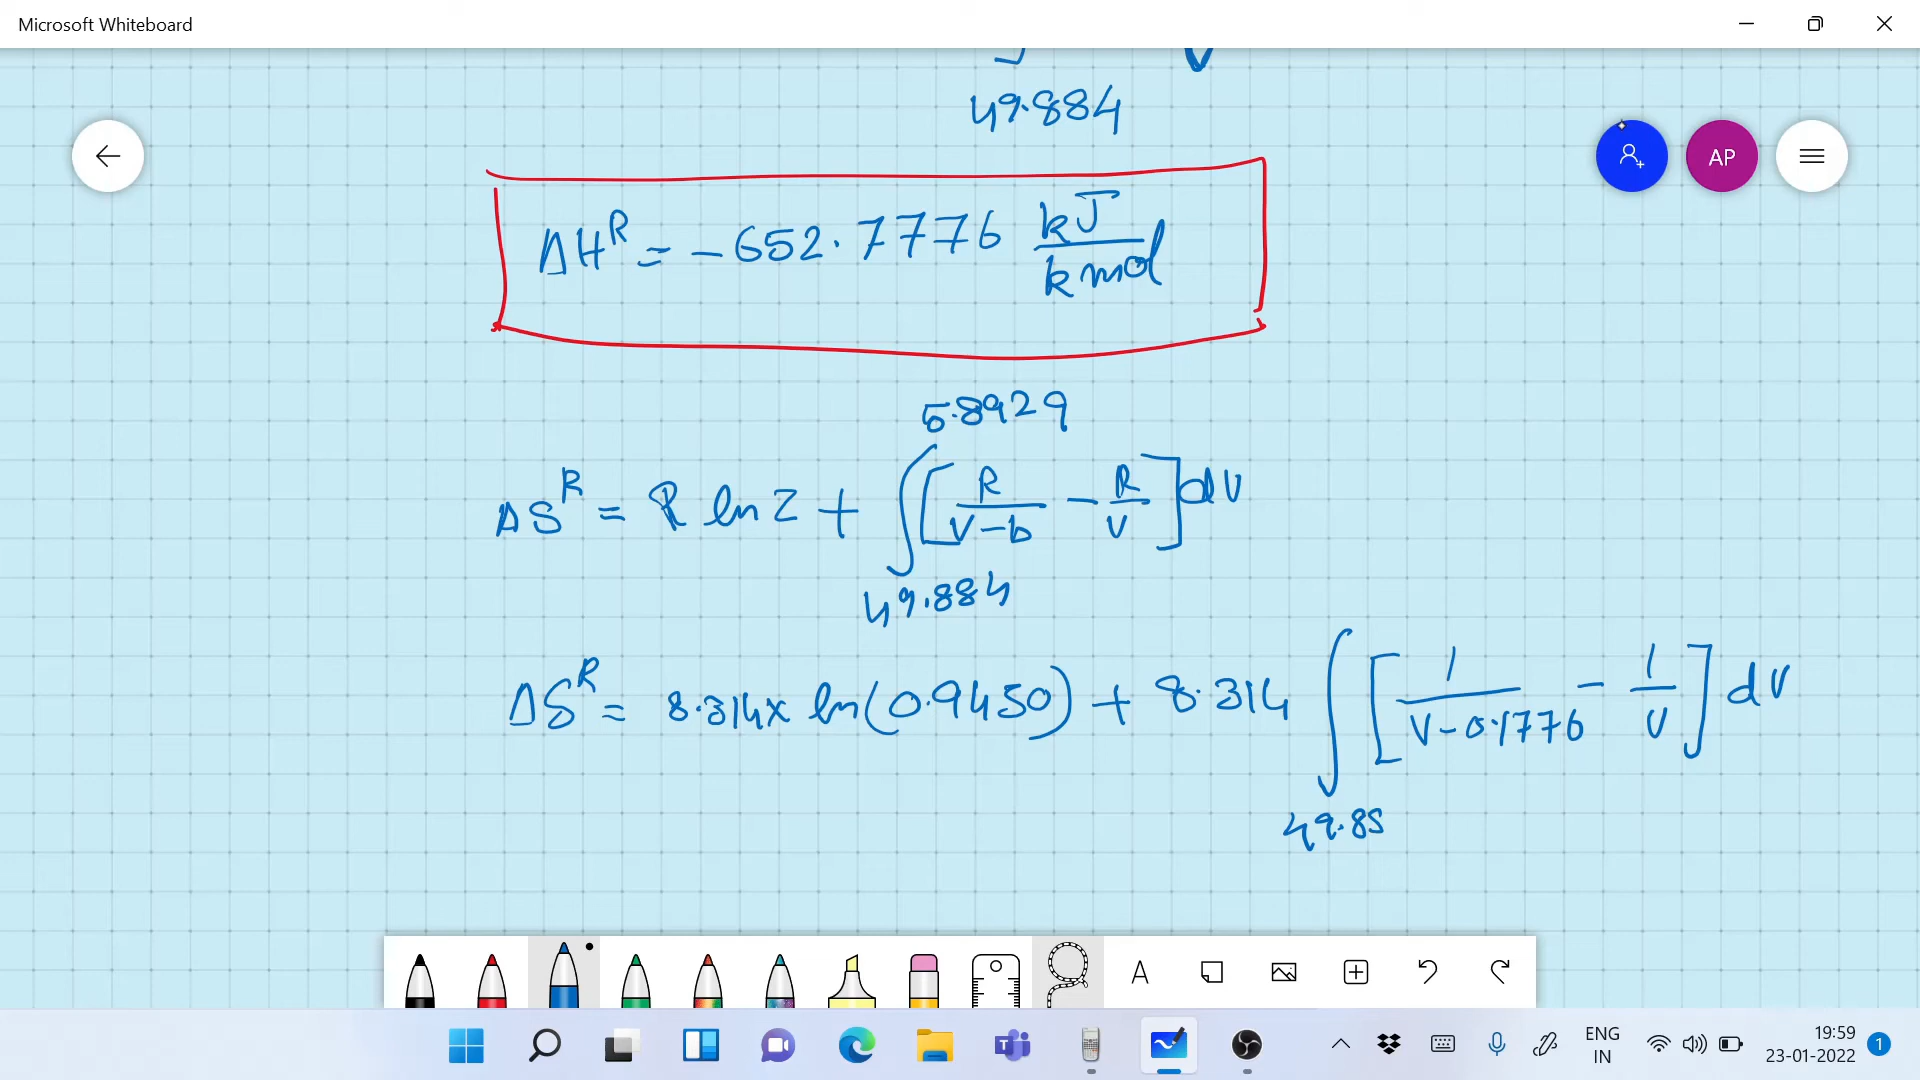 Microsoft Whiteboard
49.884
AP
ΔH^R = -652.7776 kJ/kmol
5.8929
ΔS^R = R ln Z + ∫ [R/(V-b) - R/V] dV
49.884
ΔS^R = 8.314 x ln(0.9450) + 8.314 ∫ [1/(V-0.1776) - 1/V] dV
49.88
A
T
ENG
IN
19:59
23-01-2022
1